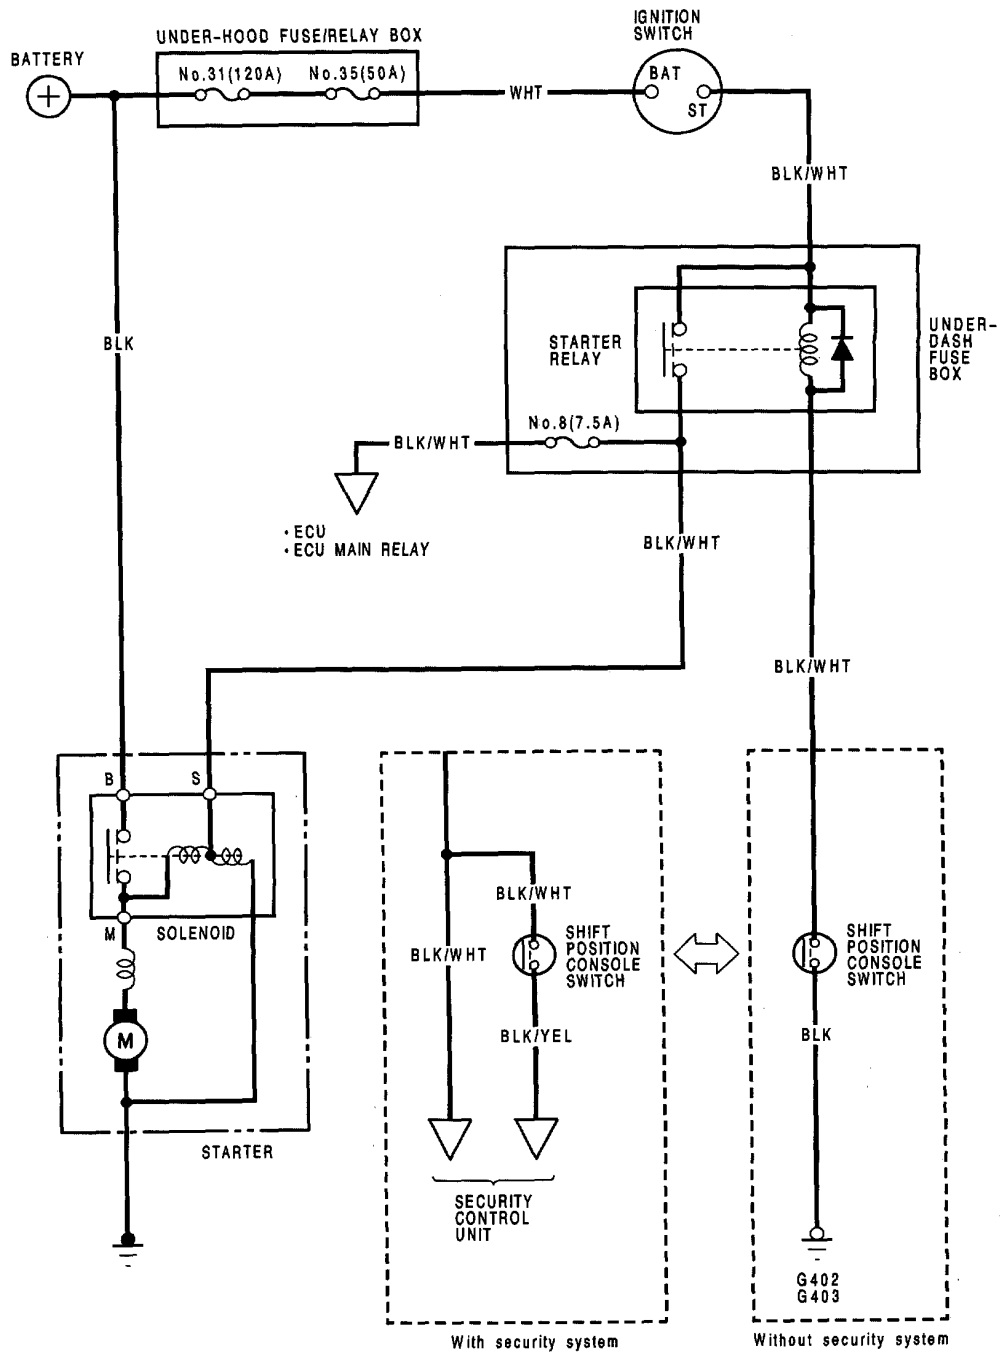 IGNITION
SWITCH
UNDER-HOOD FUSE/RELAY BOX
BATTERY
No.31(120A)
No.35(50A)
BAT
ST
WHT
BLK/WHT
BLK
STARTER
RELAY
UNDER-
DASH
FUSE
BOX
No.8(7.5A)
BLK/WHT
•ECU
•ECU MAIN RELAY
BLK/WHT
BLK/WHT
B
S
M
SOLENOID
M
STARTER
BLK/WHT
BLK/WHT
SHIFT
POSITION
CONSOLE
SWITCH
BLK/YEL
SECURITY
CONTROL
UNIT
With security system
SHIFT
POSITION
CONSOLE
SWITCH
BLK
G402
G403
Without security system